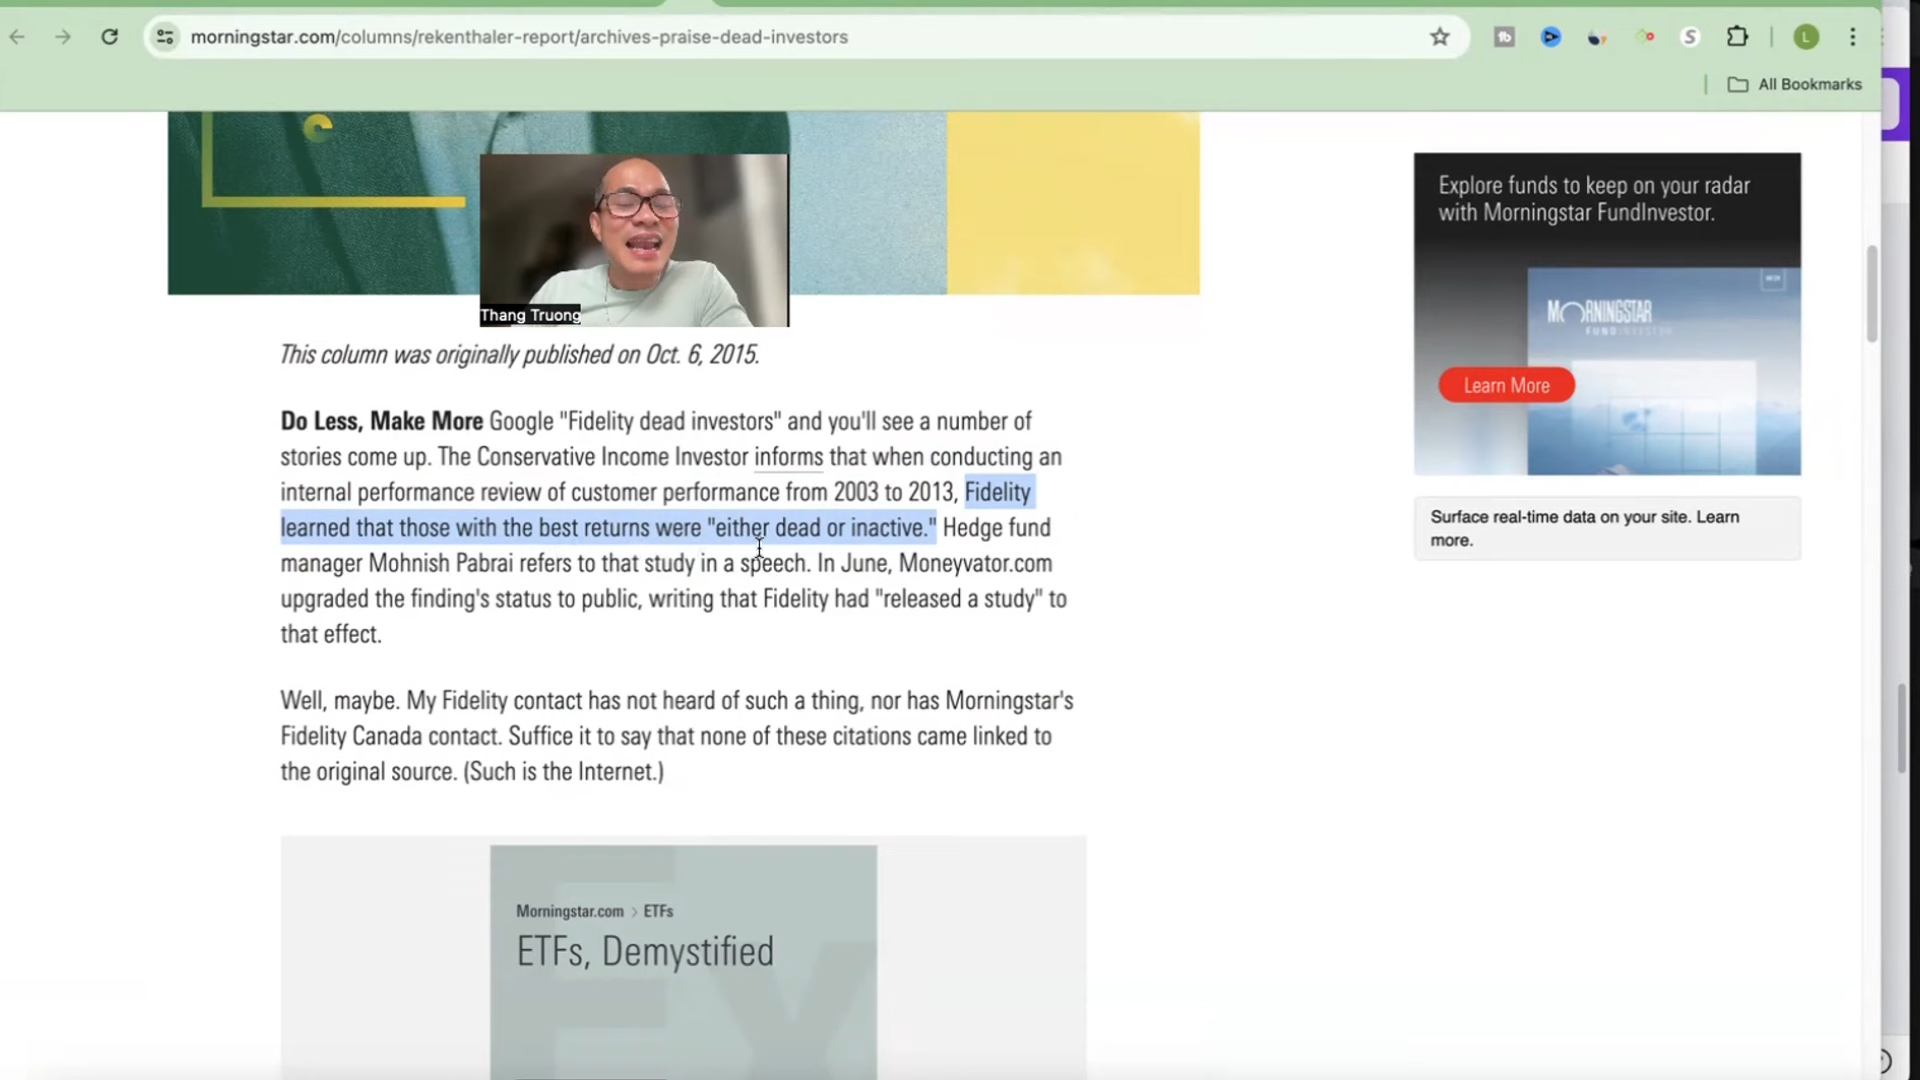 morningstar.com/columns/rekenthaler-report/archives-praise-dead-investors
L
All Bookmarks
Thang Truong
This column was originally published on Oct. 6, 2015.
Do Less, Make More Google "Fidelity dead investors" and you'll see a number of
stories come up. The Conservative Income Investor informs that when conducting an
internal performance review of customer performance from 2003 to 2013, Fidelity
learned that those with the best returns were "either dead or inactive." Hedge fund
manager Mohnish Pabrai refers to that study in a speech. In June, Moneyvator.com
upgraded the finding's status to public, writing that Fidelity had "released a study" to
that effect.
Well, maybe. My Fidelity contact has not heard of such a thing, nor has Morningstar's
Fidelity Canada contact. Suffice it to say that none of these citations came linked to
the original source. (Such is the Internet.)
Morningstar.com > ETFs
ETFs, Demystified
Explore funds to keep on your radar
with Morningstar FundInvestor.
MORNINGSTAR
FUNDINVESTOR
Learn More
Surface real-time data on your site. Learn
more.